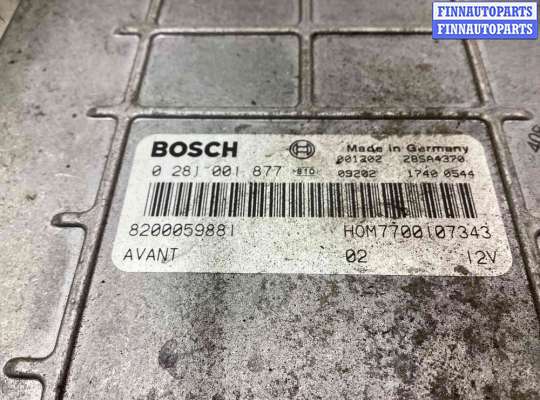 FINNAUTOPARTS
FINNAUTOPARTS
BOSCH Made in Germany
001202 28SA4370
0 281 001 877 09202 1740 0544
8200059881 HOM7700107343
AVANT 02 12V